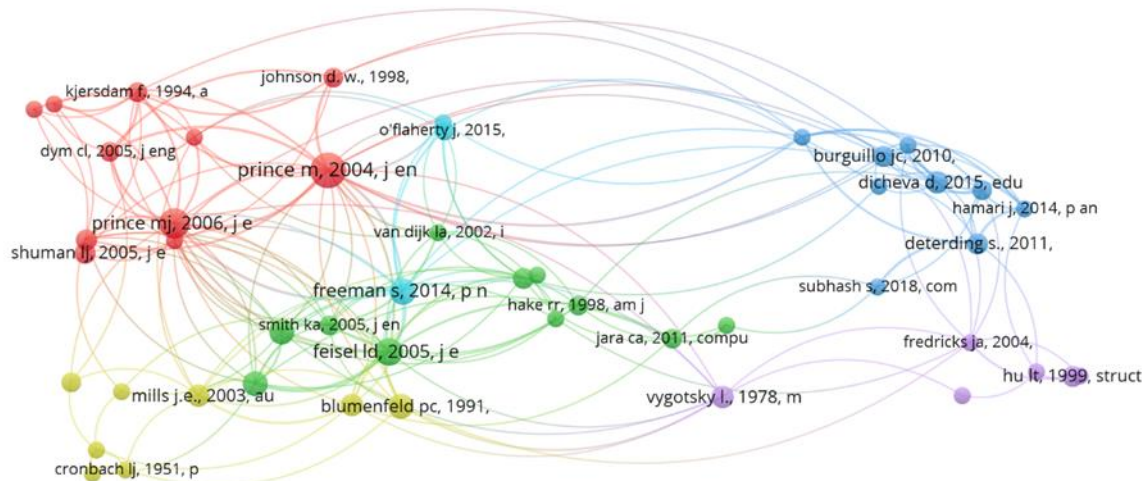 kjersdam f., 1994, a
johnson d, w., 1998,
o'flaherty j, 2015,
dym cl, 2005, j eng
burguillo jc, 2010,
prince m, 2004, j en
dicheva d, 2015, edu
hamari j, 2014, p an
prince mj, 2006, j e
van dijk la, 2002, i
shuman lj, 2005, j e
deterding s., 2011,
freeman s, 2014, p n
subhash s, 2018, com
hake rr, 1998, am j
smith ka, 2005, j en
jara ca, 2011, compu
fredricks ja, 2004,
feisel ld, 2005, j e
hu lt, 1999, struct
mills j.e., 2003, au
vygotsky l., 1978, m
blumenfeld pc, 1991,
cronbach lj, 1951, p